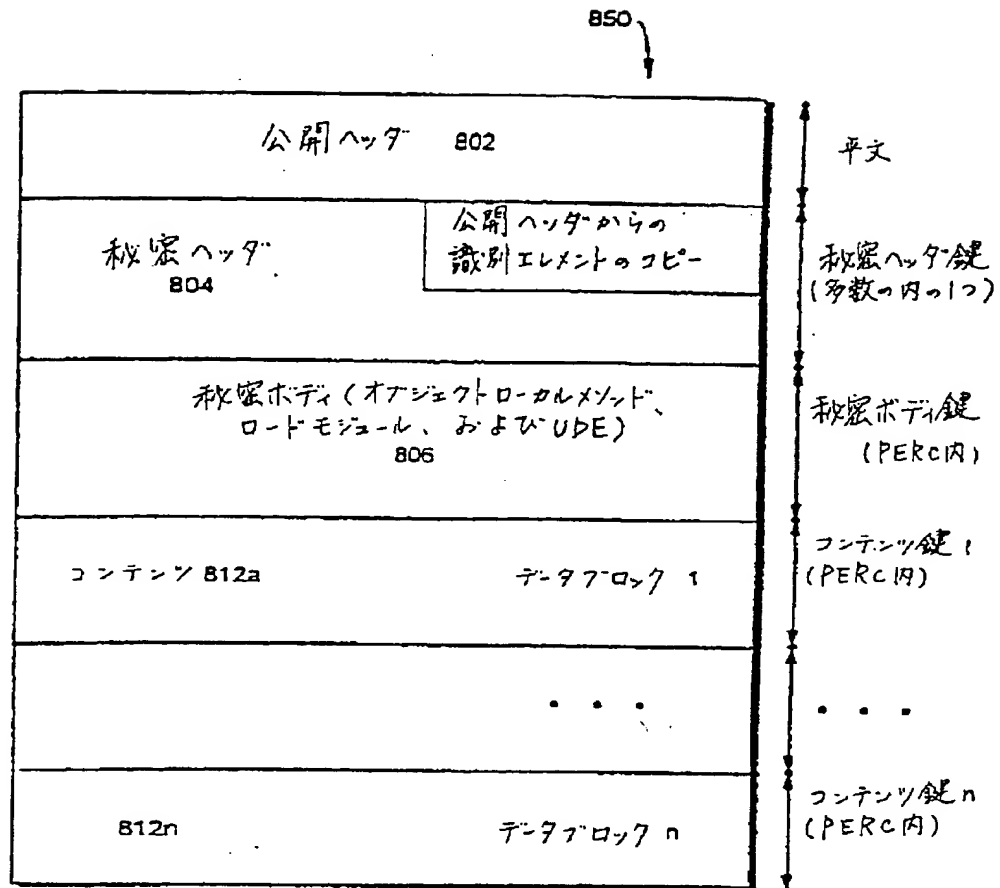 850
公開ヘッダ 802
平文
秘密ヘッダ
804
公開ヘッダからの
識別エレメントのコピー
秘密ヘッダ鍵
(多数の内の1つ)
秘密ボディ(オブジェクトローカルメソッド、
ロードモジュール、およびUDE)
806
秘密ボディ鍵
(PERC内)
コンテンツ 812a
データブロック 1
コンテンツ鍵 1
(PERC内)
・・・
・・・
812n
データブロック n
コンテンツ鍵 n
(PERC内)